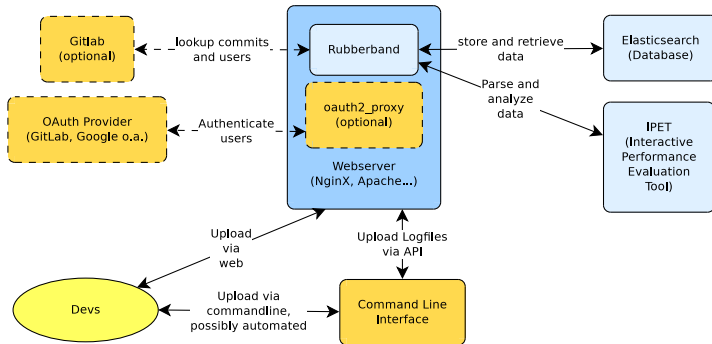 Gitlab
(optional)
lookup commits
and users
Rubberband
store and retrieve
data
Elasticsearch
(Database)
OAuth Provider
(GitLab, Google o.a.)
Authenticate
users
oauth2_proxy
(optional)
Parse and
analyze
data
IPET
(Interactive
Performance
Evaluation
Tool)
Webserver
(NginX, Apache...)
Upload
via
web
Upload Logfiles
via API
Devs
Upload via
commandline,
possibly automated
Command Line
Interface